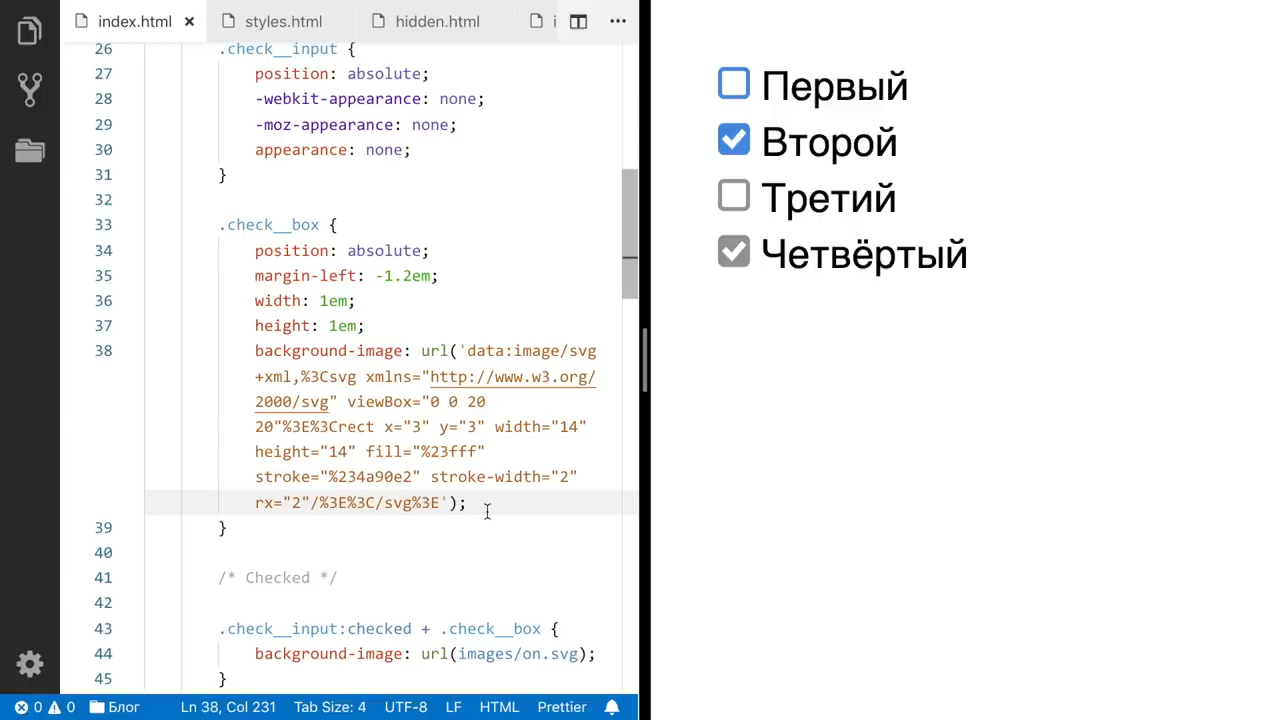 index.html × styles.html hidden.html i
26 .check__input {
27 position: absolute;
28 -webkit-appearance: none;
29 -moz-appearance: none;
30 appearance: none;
31 }
32
33 .check__box {
34 position: absolute;
35 margin-left: -1.2em;
36 width: 1em;
37 height: 1em;
38 background-image: url('data:image/svg
+xml,%3Csvg xmlns="http://www.w3.org/
2000/svg" viewBox="0 0 20
20"%3E%3Crect x="3" y="3" width="14"
height="14" fill="%23fff"
stroke="%234a90e2" stroke-width="2"
rx="2"/%3E%3C/svg%3E');
39 }
40
41 /* Checked */
42
43 .check__input:checked + .check__box {
44 background-image: url(images/on.svg);
45 }
0 0 Блог Ln 38, Col 231 Tab Size: 4 UTF-8 LF HTML Prettier
Первый
Второй
Третий
Четвёртый